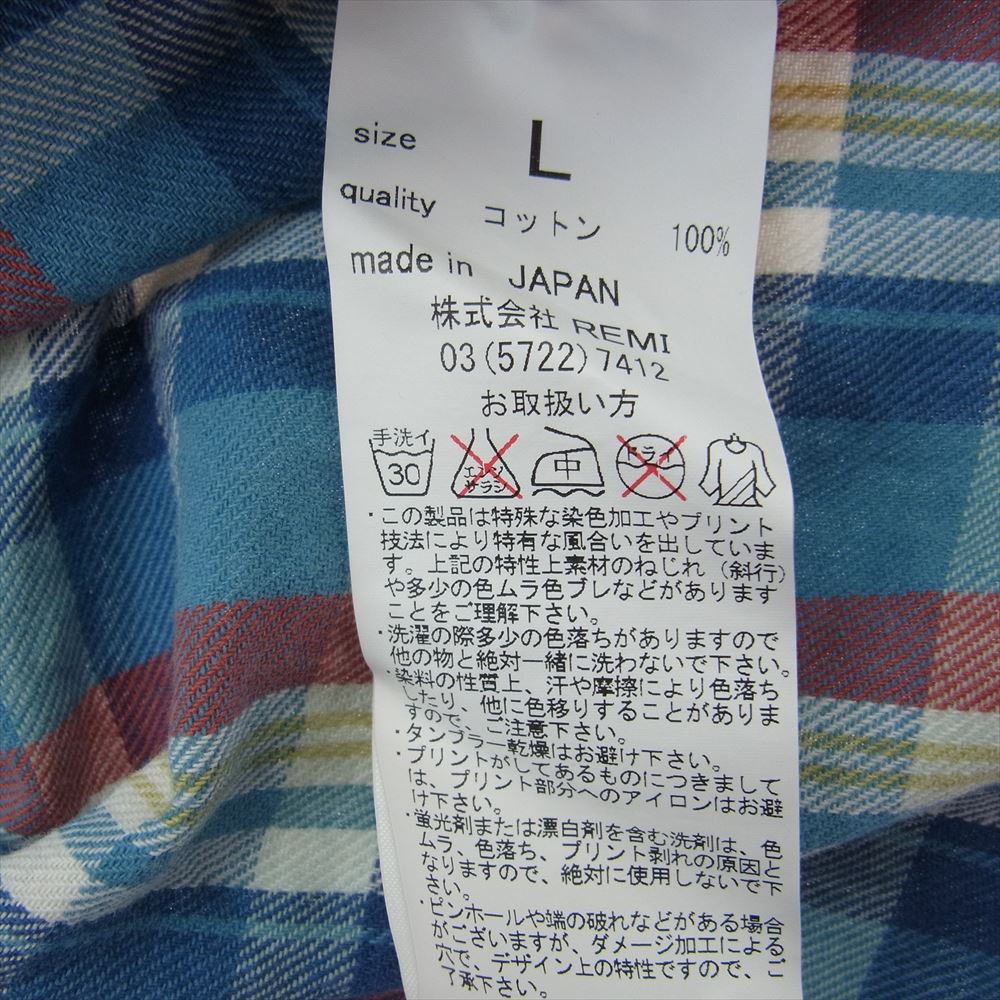 size L
quality コットン 100%
made in JAPAN
株式会社 REMI
03(5722)7412
お取扱い方
手洗イ 30 エンソサラシ 中 ドライ
・この製品は特殊な染色加工やプリント
技法により特有な風合いを出していま
す。上記の特性上素材のねじれ(斜行)
や多少の色ムラ色ブレなどがあります
ことをご理解下さい。
・洗濯の際多少の色落ちがありますので
他の物と絶対一緒に洗わないで下さい。
・染料の性質上、汗や摩擦により色落ち
したり、他に色移りすることがありま
すので、ご注意下さい。
・タンブラー乾燥はお避け下さい。
・プリントがしてあるものにつきまして
は、プリント部分へのアイロンはお避
け下さい。
・蛍光剤または漂白剤を含む洗剤は、色
ムラ、色落ち、プリント剥れの原因と
なりますので、絶対に使用しないで下
さい。
・ピンホールや端の破れなどがある場合
がございますが、ダメージ加工による
穴で、デザイン上の特性ですので、ご
了承下さい。